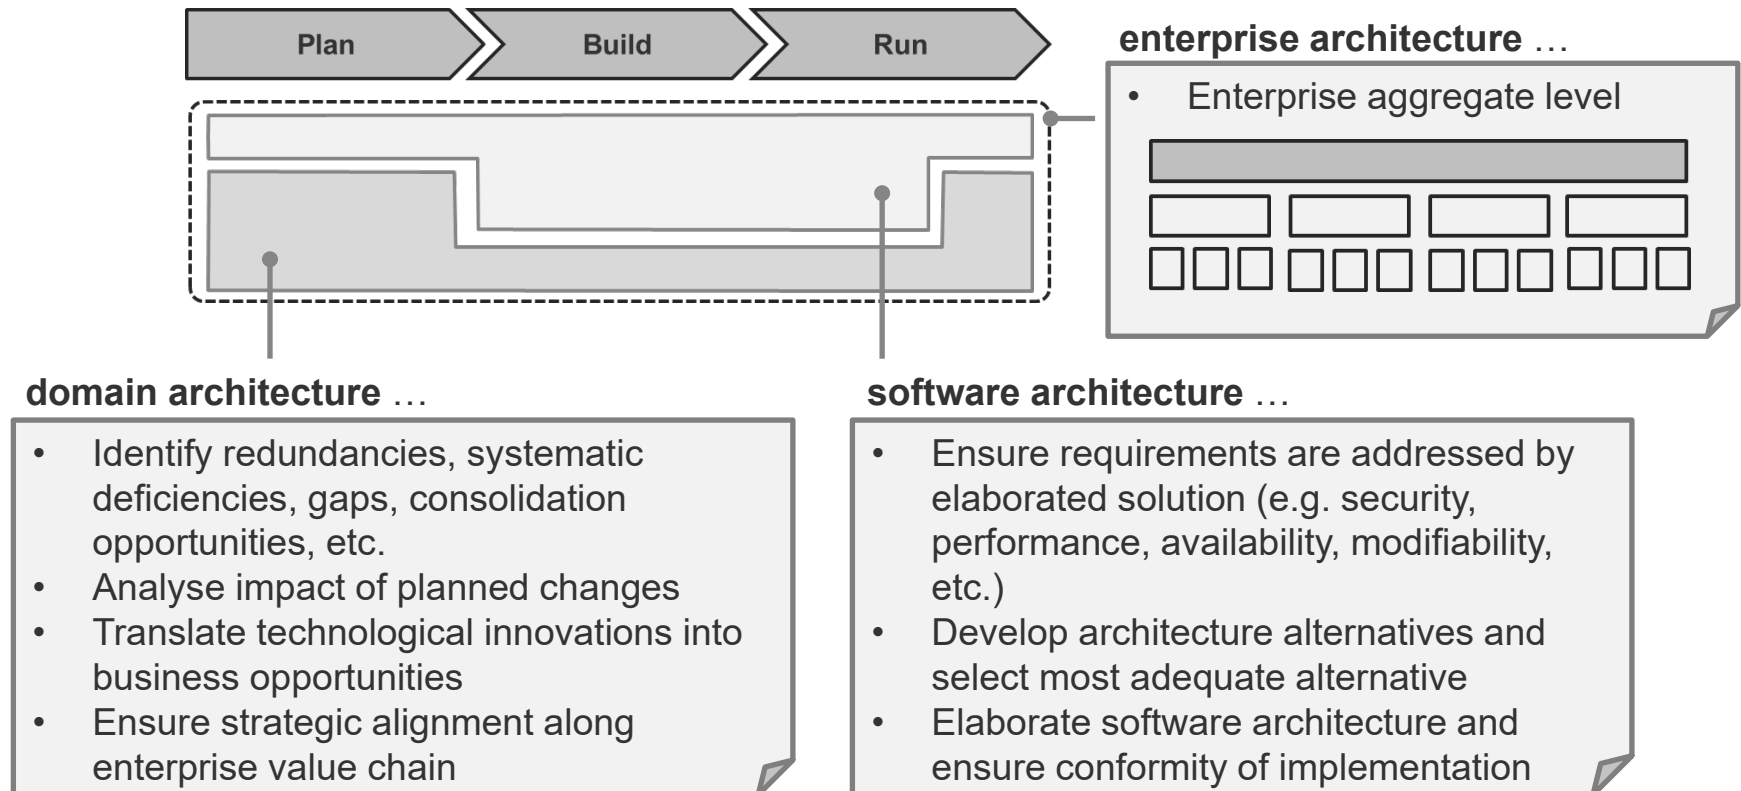 Plan
Build
Run
enterprise architecture …
• Enterprise aggregate level
domain architecture …
• Identify redundancies, systematic
deficiencies, gaps, consolidation
opportunities, etc.
• Analyse impact of planned changes
• Translate technological innovations into
business opportunities
• Ensure strategic alignment along
enterprise value chain
software architecture …
• Ensure requirements are addressed by
elaborated solution (e.g. security,
performance, availability, modifiability,
etc.)
• Develop architecture alternatives and
select most adequate alternative
• Elaborate software architecture and
ensure conformity of implementation